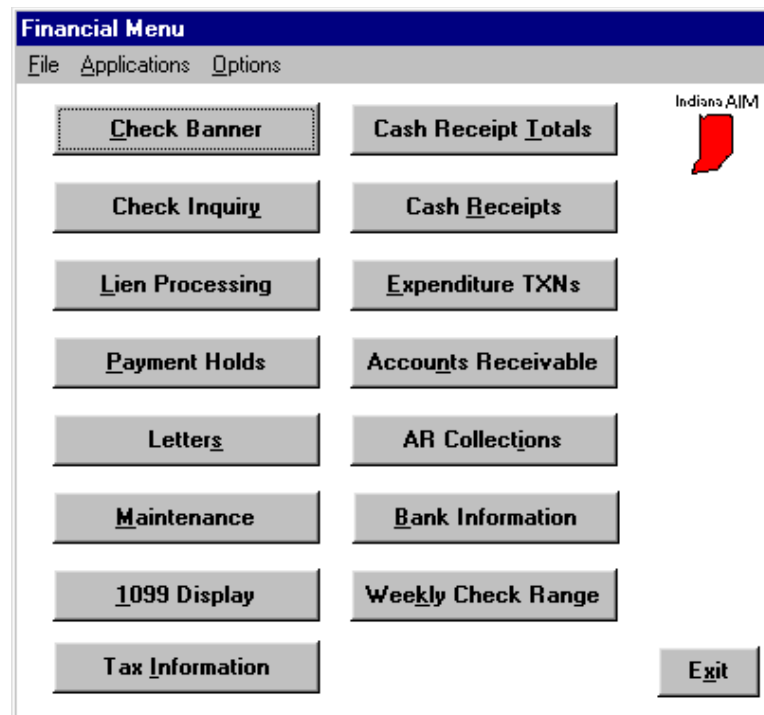 Financial Menu
File Applications Options
Indiana AIM
Check Banner Cash Receipt Totals
Check Inquiry Cash Receipts
Lien Processing Expenditure TXNs
Payment Holds Accounts Receivable
Letters AR Collections
Maintenance Bank Information
1099 Display Weekly Check Range
Tax Information Exit